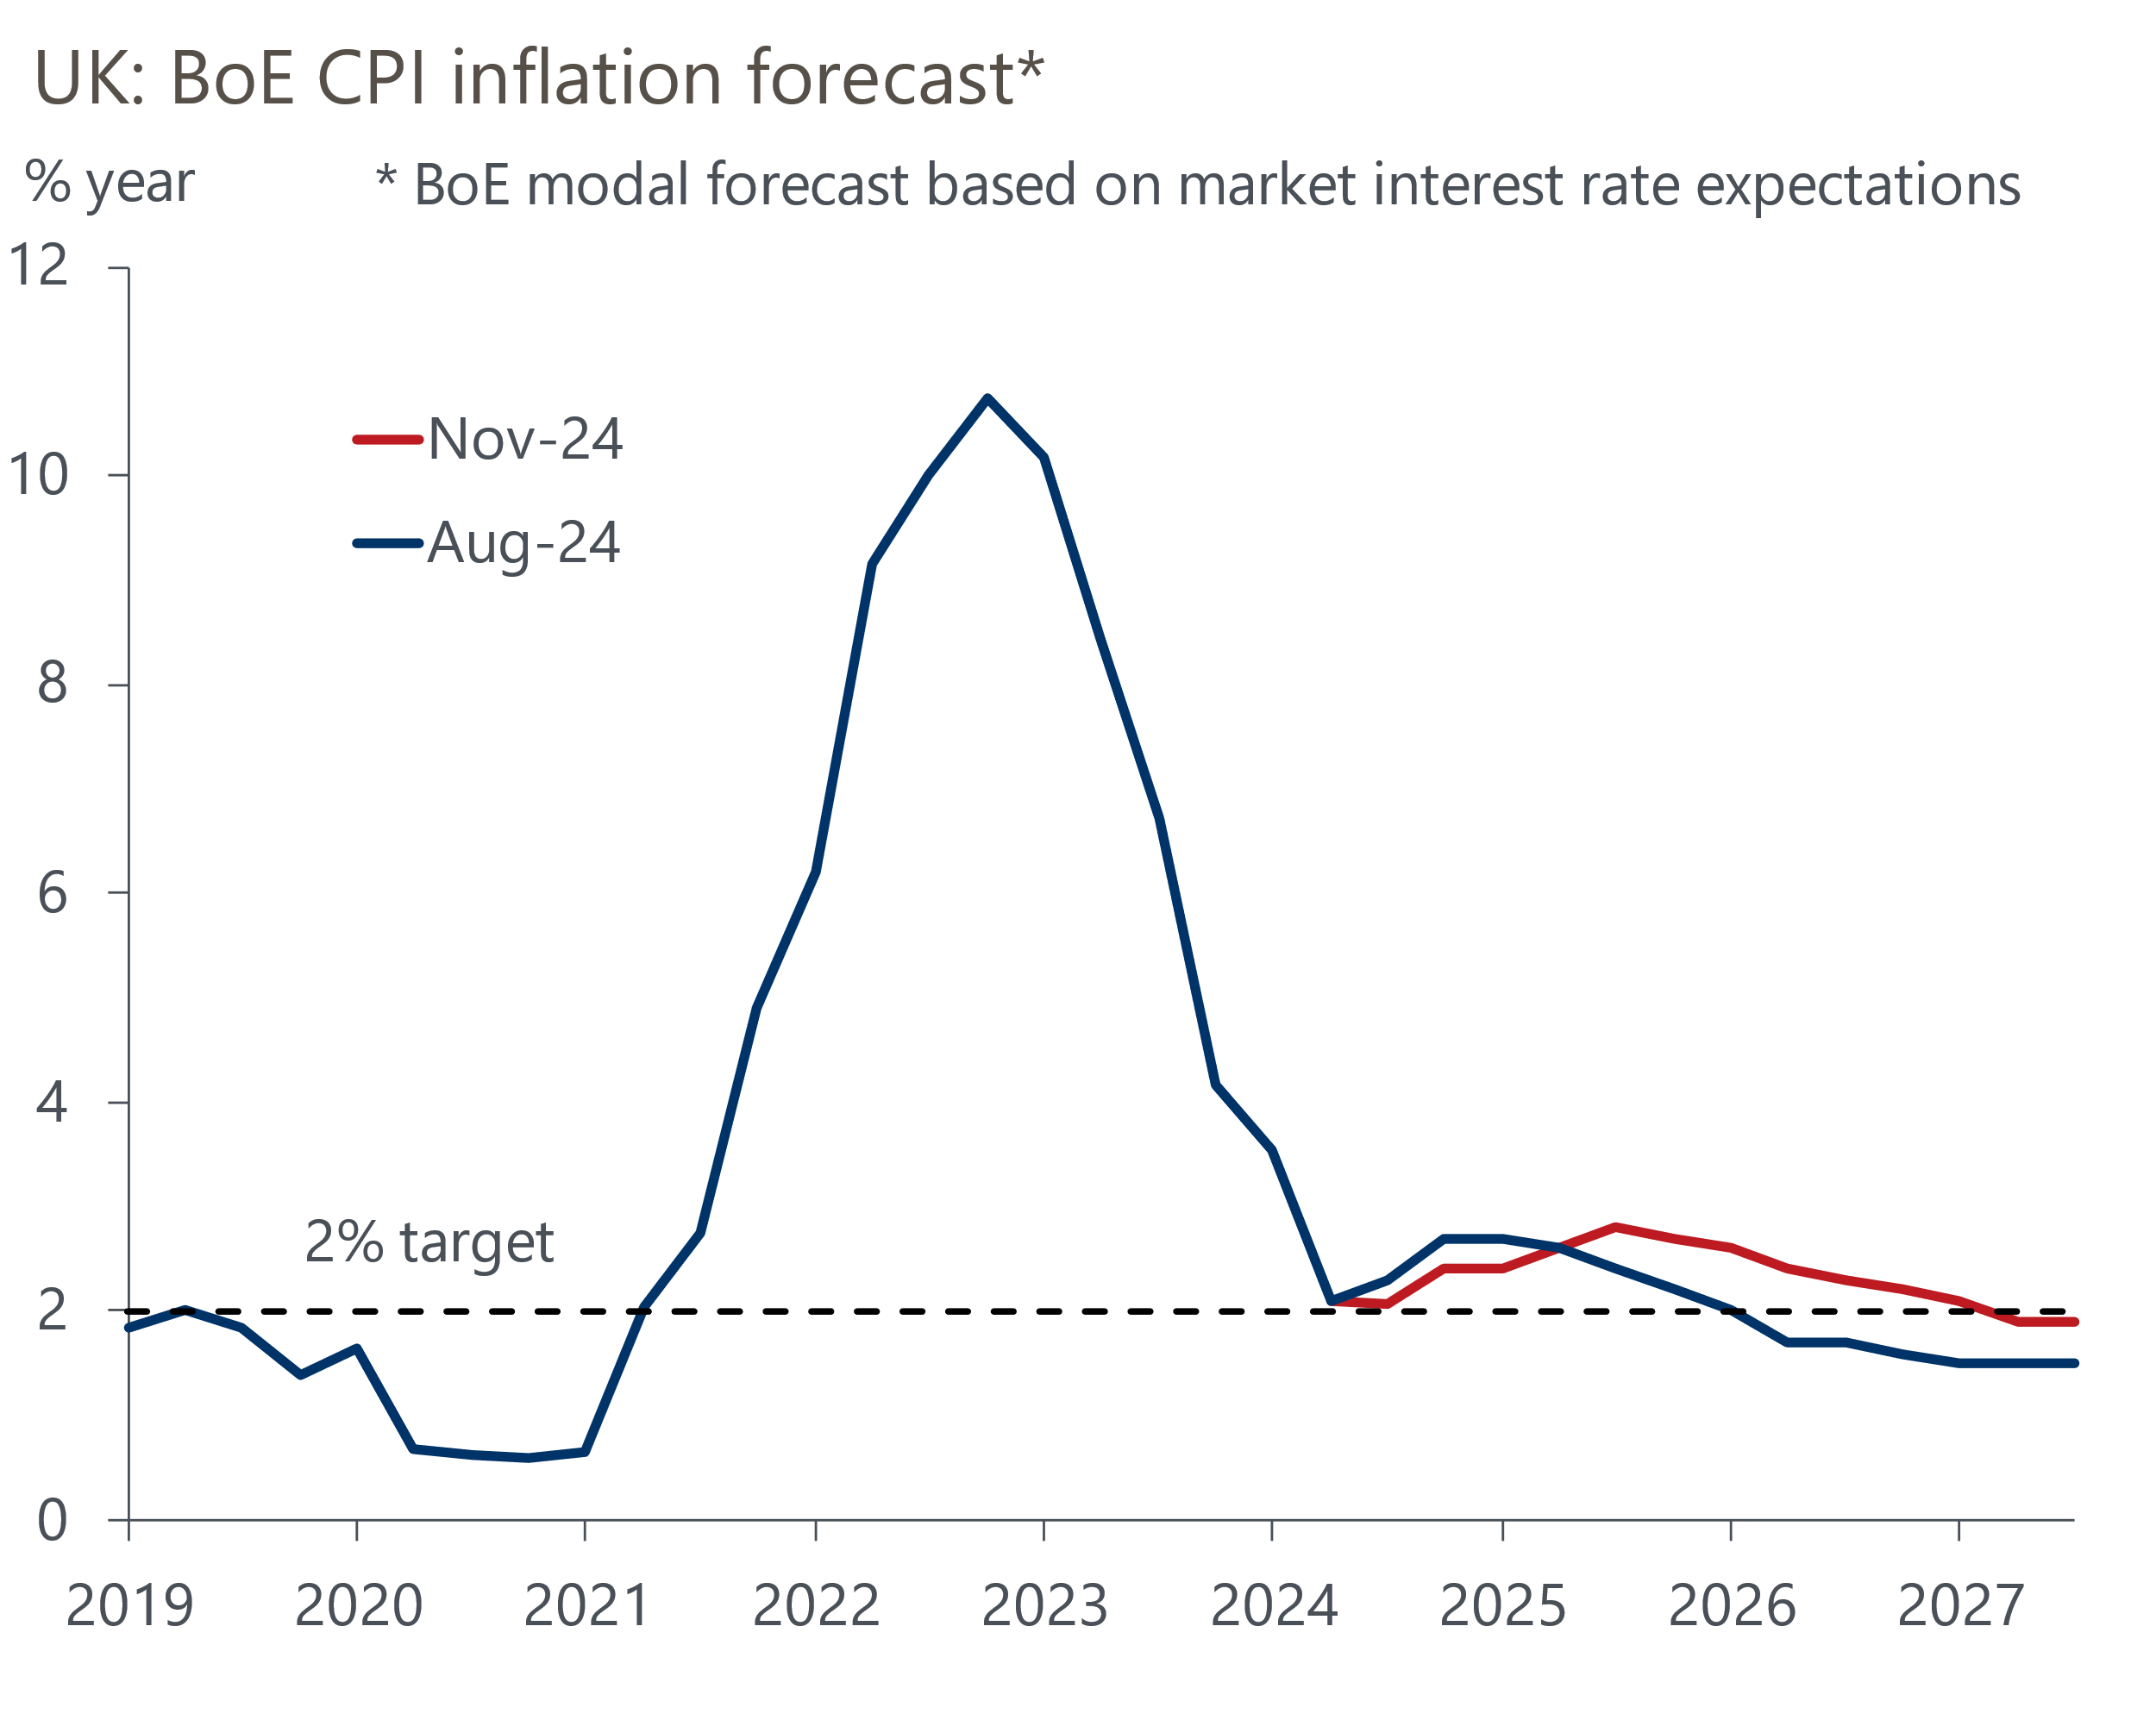 UK: BoE CPI inflation forecast*
% year * BoE modal forecast based on market interest rate expectations
12
Nov-24
10
Aug-24
8
6
4
2% target
2
0
2019 2020 2021 2022 2023 2024 2025 2026 2027